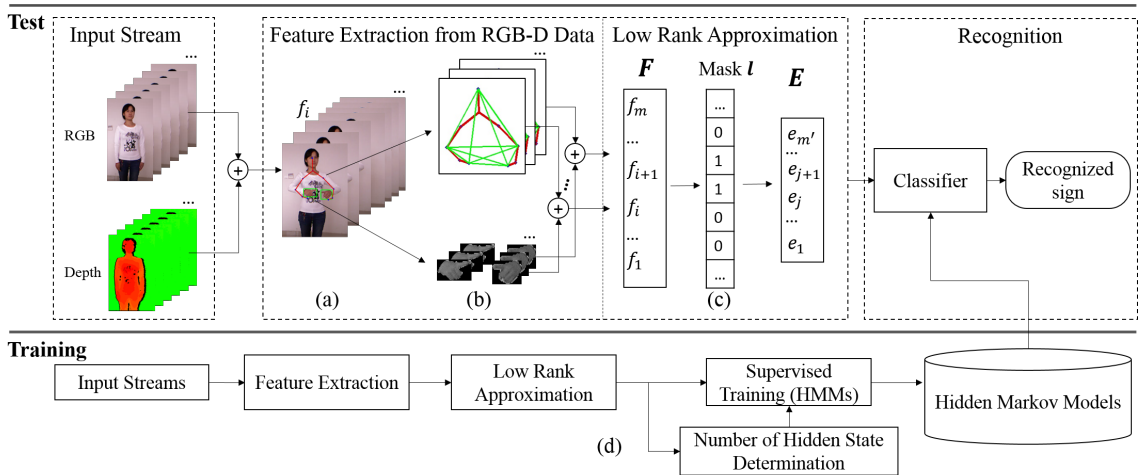 Test
Input Stream
...
RGB
...
Depth
+
Feature Extraction from RGB-D Data
f_i
...
(a)
...
...
(b)
+
...
+
Low Rank Approximation
F
f_m
...
f_{i+1}
f_i
...
f_1
Mask l
...
0
1
1
0
0
...
(c)
E
e_{m'}
...
e_{j+1}
e_j
...
e_1
Recognition
Classifier
Recognized
sign
Training
Input Streams
Feature Extraction
Low Rank
Approximation
Supervised
Training (HMMs)
(d)
Number of Hidden State
Determination
Hidden Markov Models